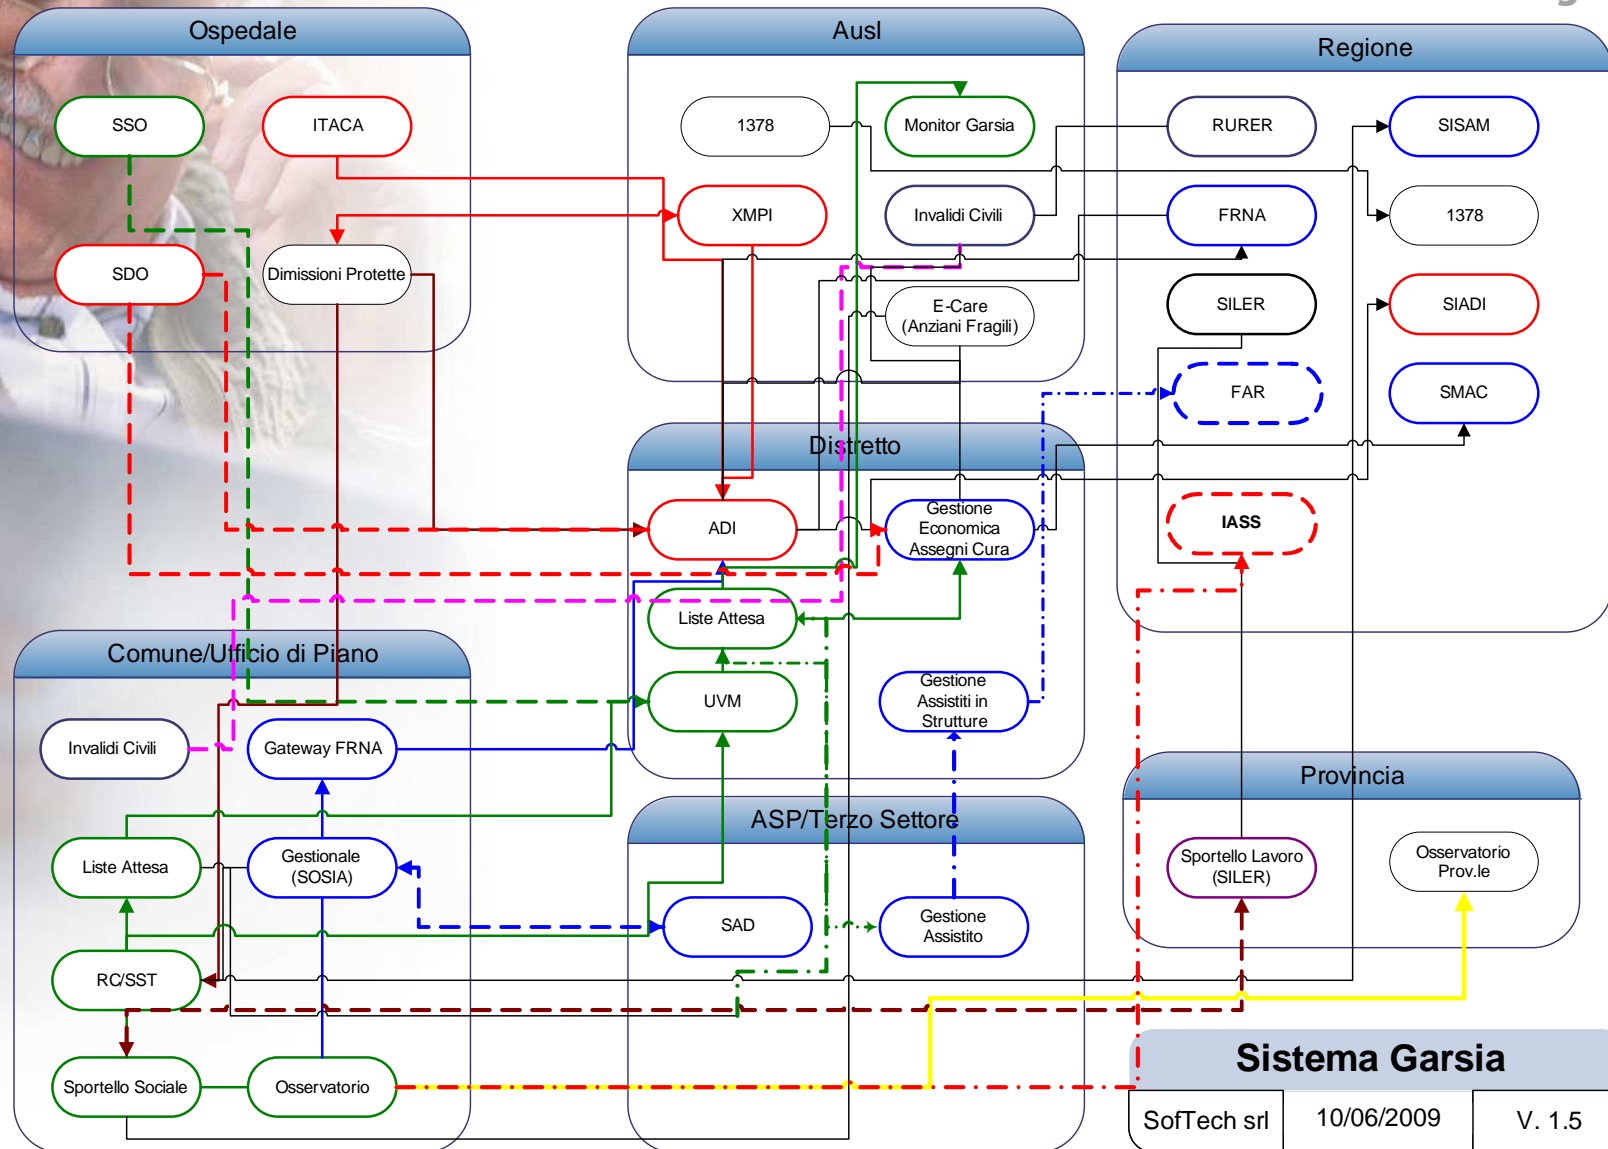 Ospedale
SSO
ITACA
SDO
Dimissioni Protette
Ausl
1378
Monitor Garsia
XMPI
Invalidi Civili
E-Care
(Anziani Fragili)
Regione
RURER
SISAM
FRNA
1378
SILER
SIADI
FAR
SMAC
IASS
Distretto
ADI
Gestione
Economica
Assegni Cura
Liste Attesa
UVM
Gestione
Assistiti in
Strutture
Comune/Ufficio di Piano
Invalidi Civili
Gateway FRNA
Liste Attesa
Gestionale
(SOSIA)
RC/SST
Sportello Sociale
Osservatorio
ASP/Terzo Settore
SAD
Gestione
Assistito
Provincia
Sportello Lavoro
(SILER)
Osservatorio
Prov.le
Sistema Garsia
SofTech srl
10/06/2009
V. 1.5